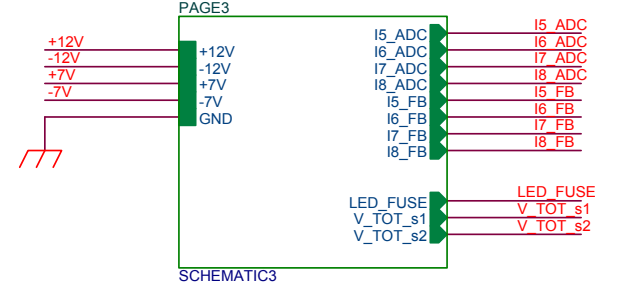 PAGE3
+12V
-12V
+7V
-7V
+12V
-12V
+7V
-7V
GND
I5_ADC
I6_ADC
I7_ADC
I8_ADC
I5_FB
I6_FB
I7_FB
I8_FB
I5_ADC
I6_ADC
I7_ADC
I8_ADC
I5_FB
I6_FB
I7_FB
I8_FB
LED_FUSE
V_TOT_s1
V_TOT_s2
LED_FUSE
V_TOT_s1
V_TOT_s2
SCHEMATIC3